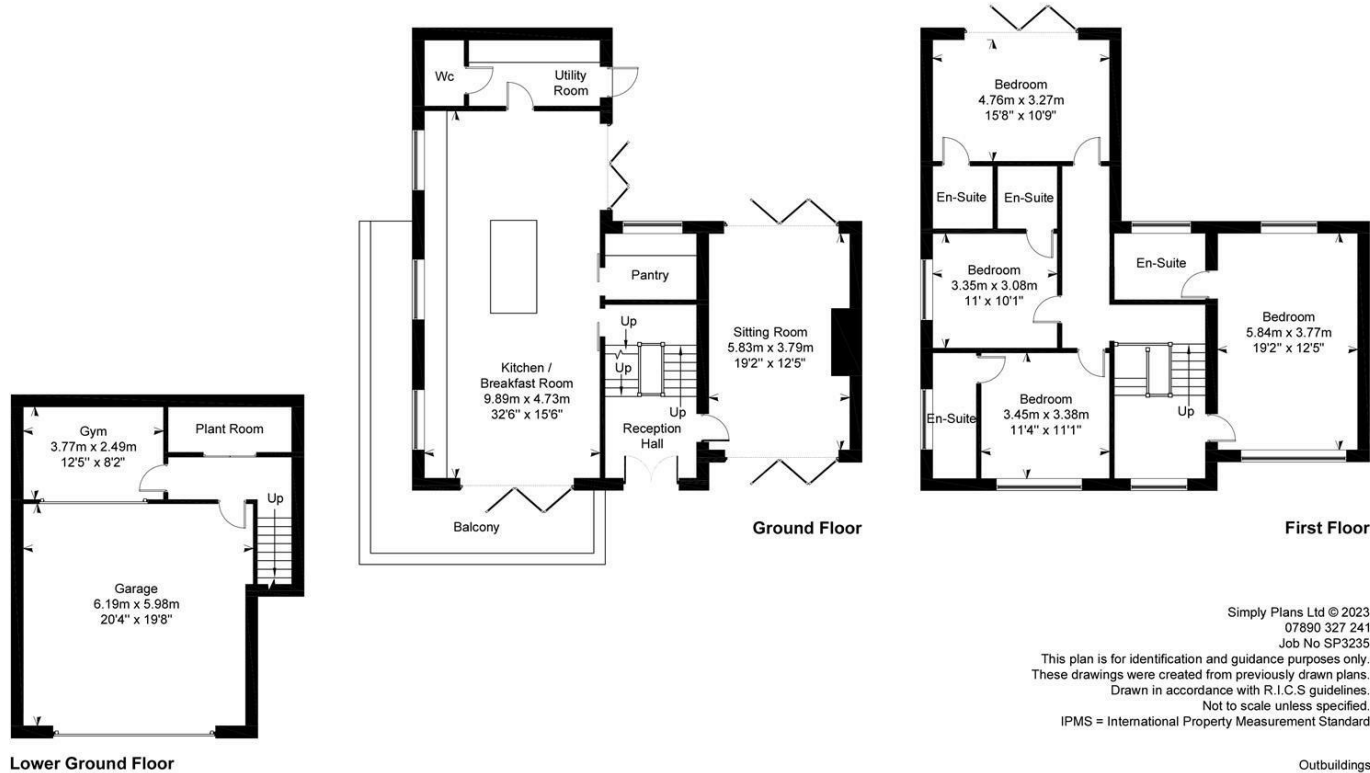 Wc
Utility
Room
Kitchen /
Breakfast Room
9.89m x 4.73m
32'6" x 15'6"
Pantry
Up
Up
Up
Reception
Hall
Sitting Room
5.83m x 3.79m
19'2" x 12'5"
Balcony
Ground Floor
Bedroom
4.76m x 3.27m
15'8" x 10'9"
En-Suite
En-Suite
Bedroom
3.35m x 3.08m
11' x 10'1"
En-Suite
Bedroom
5.84m x 3.77m
19'2" x 12'5"
En-Suite
Bedroom
3.45m x 3.38m
11'4" x 11'1"
Up
First Floor
Gym
3.77m x 2.49m
12'5" x 8'2"
Plant Room
Up
Garage
6.19m x 5.98m
20'4" x 19'8"
Lower Ground Floor
Simply Plans Ltd © 2023
07890 327 241
Job No SP3235
This plan is for identification and guidance purposes only.
These drawings were created from previously drawn plans.
Drawn in accordance with R.I.C.S guidelines.
Not to scale unless specified.
IPMS = International Property Measurement Standard
Outbuildings